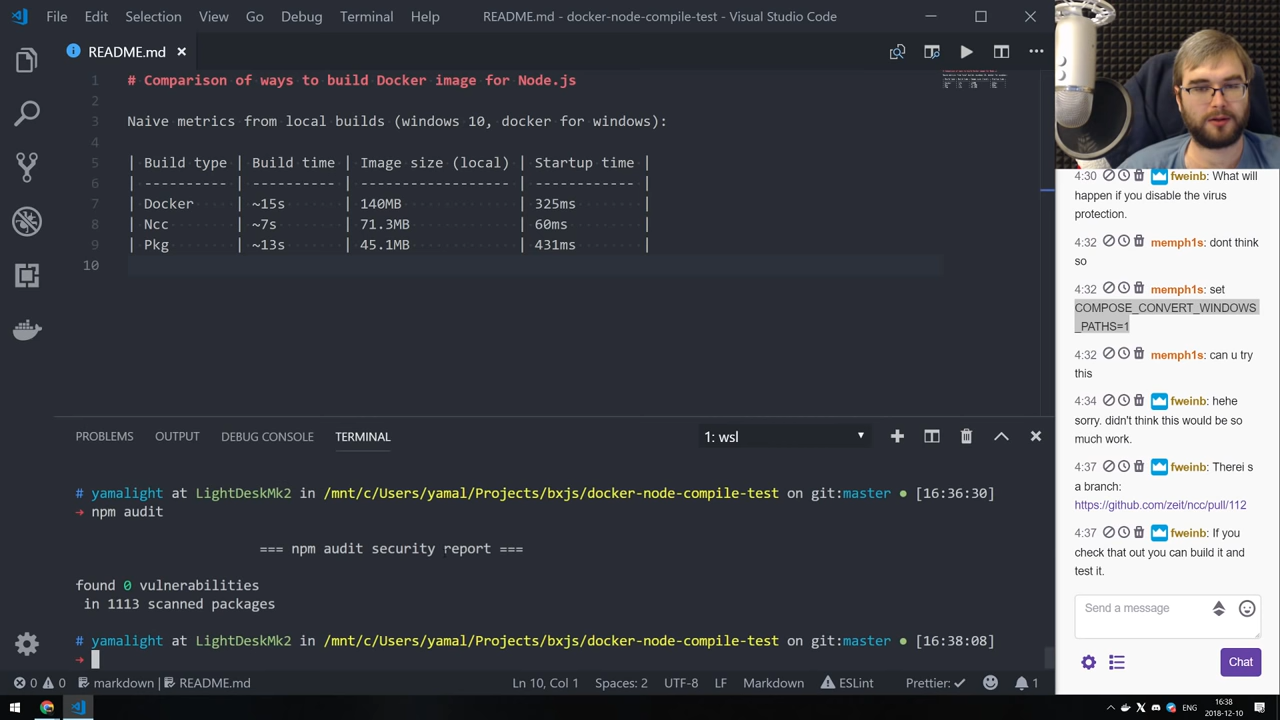 File Edit Selection View Go Debug Terminal Help README.md - docker-node-compile-test - Visual Studio Code
README.md
1 # Comparison of ways to build Docker image for Node.js
2
3 Naive metrics from local builds (windows 10, docker for windows):
4
5 | Build type | Build time | Image size (local) | Startup time |
6 | ---------- | ---------- | ------------------ | ------------ |
7 | Docker | ~15s | 140MB | 325ms |
8 | Ncc | ~7s | 71.3MB | 60ms |
9 | Pkg | ~13s | 45.1MB | 431ms |
10
PROBLEMS OUTPUT DEBUG CONSOLE TERMINAL 1: wsl
# yamalight at LightDeskMk2 in /mnt/c/Users/yamal/Projects/bxjs/docker-node-compile-test on git:master ● [16:36:30]
→ npm audit
=== npm audit security report ===
found 0 vulnerabilities
in 1113 scanned packages
# yamalight at LightDeskMk2 in /mnt/c/Users/yamal/Projects/bxjs/docker-node-compile-test on git:master ● [16:38:08]
→
0 0 markdown README.md Ln 10, Col 1 Spaces: 2 UTF-8 LF Markdown ESLint Prettier: ✓ 1
4:30 fweinb: What will
happen if you disable the virus
protection.
4:32 memph1s: dont think
so
4:32 memph1s: set
COMPOSE_CONVERT_WINDOWS
_PATHS=1
4:32 memph1s: can u try
this
4:34 fweinb: hehe
sorry. didn't think this would be so
much work.
4:37 fweinb: Therei s
a branch:
https://github.com/zeit/ncc/pull/112
4:37 fweinb: If you
check that out you can build it and
test it.
Send a message
Chat
ENG
16:38
2018-12-10